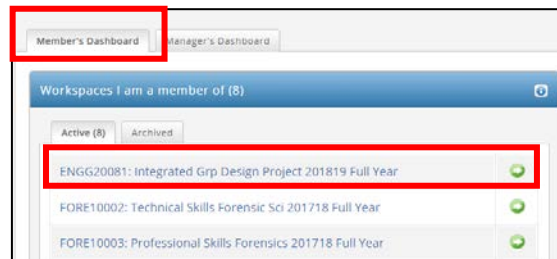 Member's Dashboard Manager's Dashboard
Workspaces I am a member of (8)
Active (8) Archived
ENGG20081: Integrated Grp Design Project 201819 Full Year
FORE10002: Technical Skills Forensic Sci 201718 Full Year
FORE10003: Professional Skills Forensics 201718 Full Year